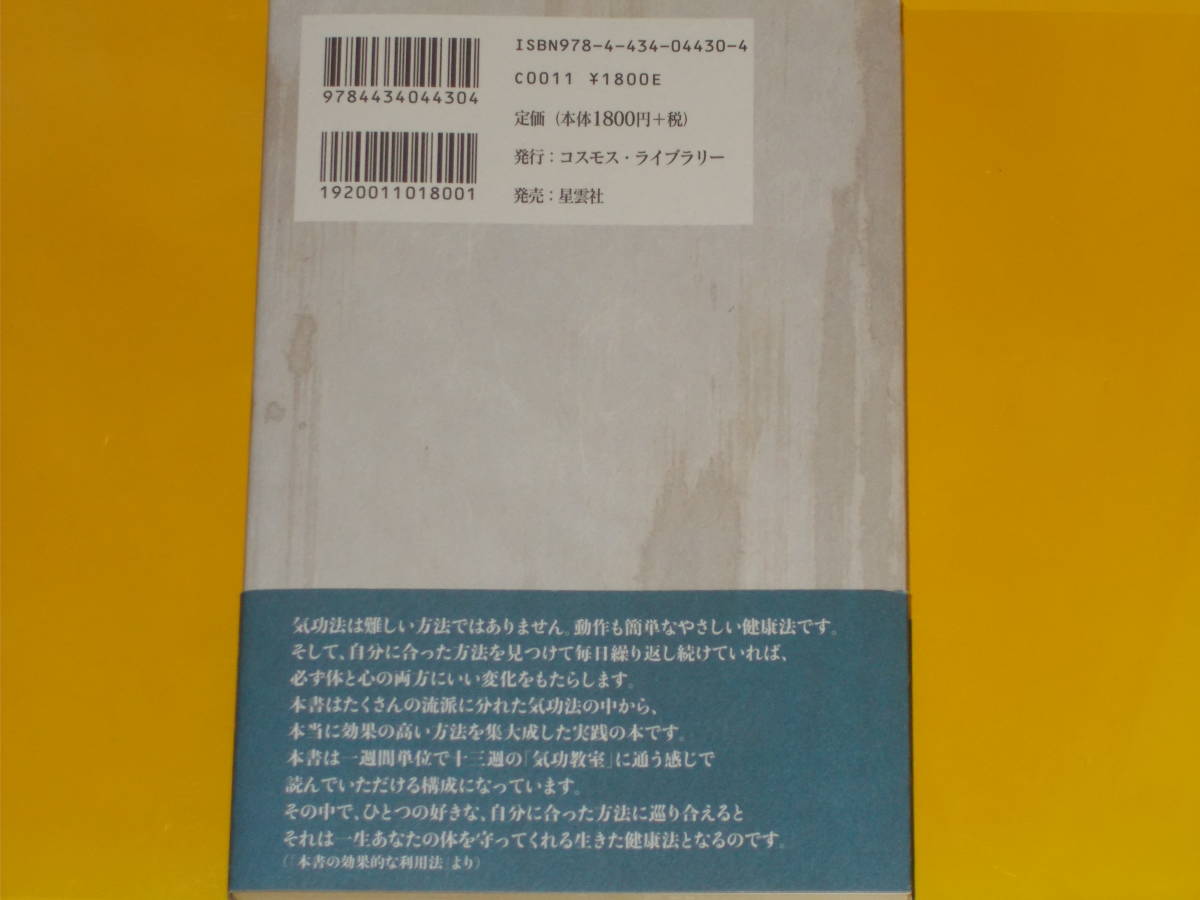 ISBN978-4-434-04430-4
C0011 ¥1800E
9784434044304
定価（本体1800円＋税）
発行：コスモス・ライブラリー
1920011018001
発売：星雲社
気功法は難しい方法ではありません。動作も簡単なやさしい健康法です。
そして、自分に合った方法を見つけて毎日繰り返し続けていれば、
必ず体と心の両方にいい変化をもたらします。
本書はたくさんの流派に分れた気功法の中から、
本当に効果の高い方法を集大成した実践の本です。
本書は一週間単位で十三週の「気功教室」に通う感じで
読んでいただける構成になっています。
その中で、ひとつの好きな、自分に合った方法に巡り合えると
それは一生あなたの体を守ってくれる生きた健康法となるのです。
（「本書の効果的な利用法」より）